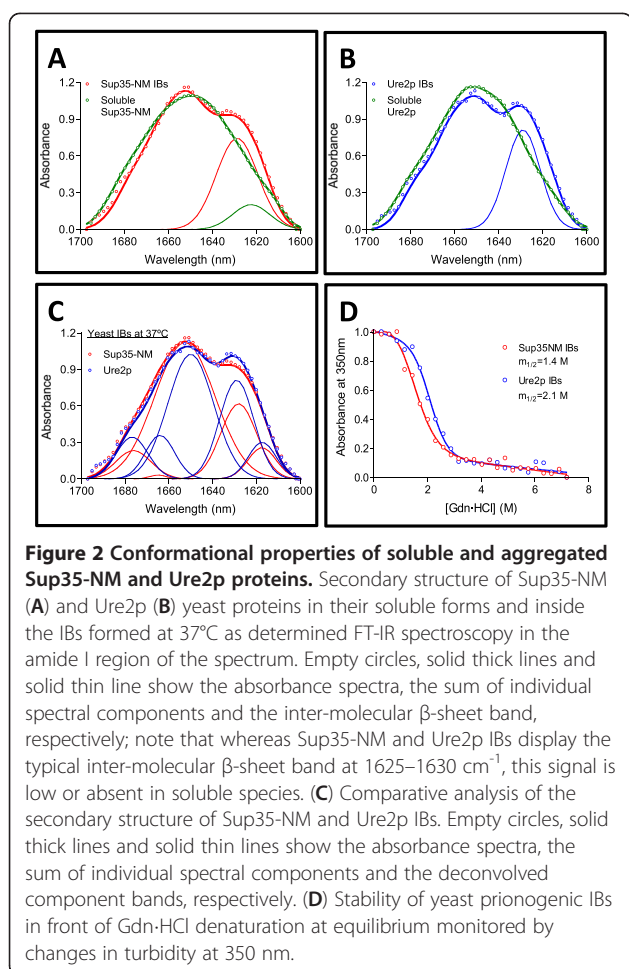 A
Sup35-NM IBs
Soluble
Sup35-NM
1.2
0.9
0.6
0.3
0.0
Absorbance
1700 1680 1660 1640 1620 1600
Wavelength (nm)
B
Ure2p IBs
Soluble
Ure2p
1.2
0.9
0.6
0.3
0.0
Absorbance
1700 1680 1660 1640 1620 1600
Wavelength (nm)
C
Yeast IBs at 37ºC
Sup35-NM
Ure2p
1.2
0.9
0.6
0.3
0.0
Absorbance
1700 1680 1660 1640 1620 1600
Wavelength (nm)
D
Sup35NM IBs
m1/2=1.4 M
Ure2p IBs
m1/2=2.1 M
1.0
0.8
0.6
0.4
0.2
0.0
Absorbance at 350nm
0 2 4 6 8
[Gdn·HCl] (M)
Figure 2 Conformational properties of soluble and aggregated
Sup35-NM and Ure2p proteins. Secondary structure of Sup35-NM
(A) and Ure2p (B) yeast proteins in their soluble forms and inside
the IBs formed at 37°C as determined FT-IR spectroscopy in the
amide I region of the spectrum. Empty circles, solid thick lines and
solid thin line show the absorbance spectra, the sum of individual
spectral components and the inter-molecular β-sheet band,
respectively; note that whereas Sup35-NM and Ure2p IBs display the
typical inter-molecular β-sheet band at 1625–1630 cm-1, this signal is
low or absent in soluble species. (C) Comparative analysis of the
secondary structure of Sup35-NM and Ure2p IBs. Empty circles, solid
thick lines and solid thin lines show the absorbance spectra, the
sum of individual spectral components and the deconvolved
component bands, respectively. (D) Stability of yeast prionogenic IBs
in front of Gdn·HCl denaturation at equilibrium monitored by
changes in turbidity at 350 nm.